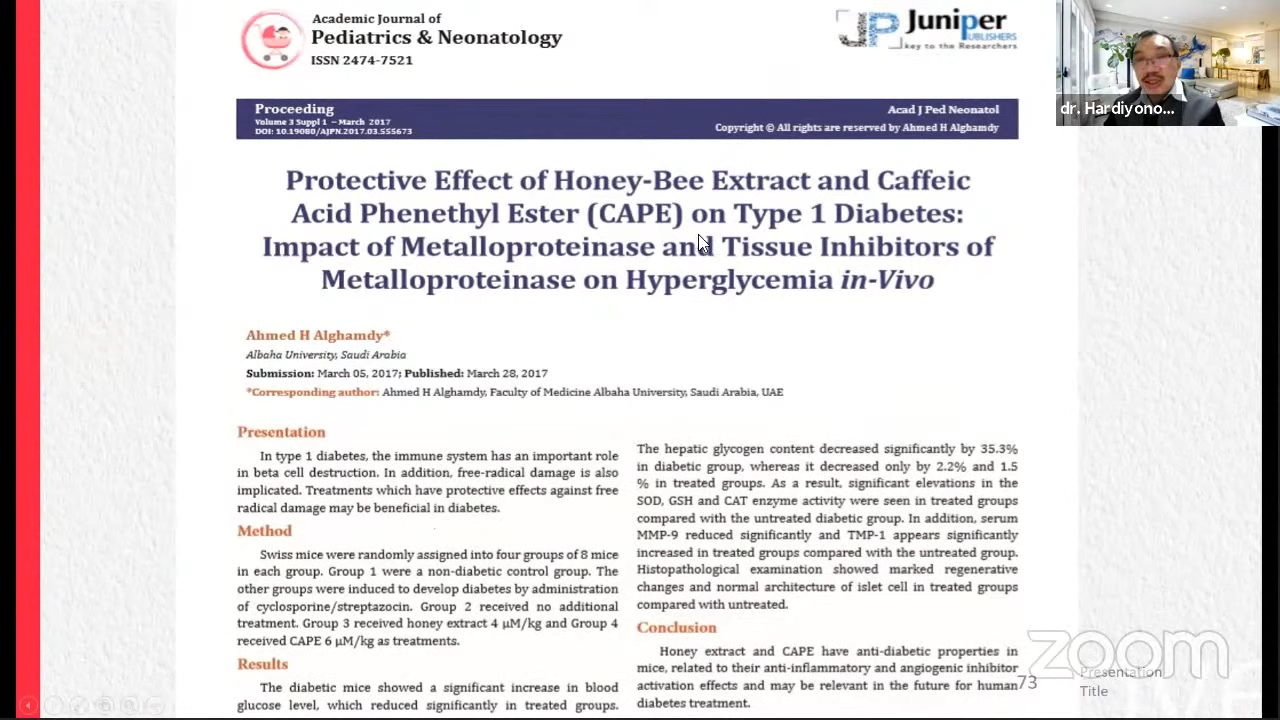 Academic Journal of
Pediatrics & Neonatology
ISSN 2474-7521
Juniper
PUBLISHERS
key to the Researchers
dr. Hardiyono...
Proceeding
Volume 3 Suppl 1 – March 2017
DOI: 10.19080/AJPN.2017.03.555673
Acad J Ped Neonatol
Copyright © All rights are reserved by Ahmed H Alghamdy
Protective Effect of Honey-Bee Extract and Caffeic
Acid Phenethyl Ester (CAPE) on Type 1 Diabetes:
Impact of Metalloproteinase and Tissue Inhibitors of
Metalloproteinase on Hyperglycemia in-Vivo
Ahmed H Alghamdy*
Albaha University, Saudi Arabia
Submission: March 05, 2017; Published: March 28, 2017
*Corresponding author: Ahmed H Alghamdy, Faculty of Medicine Albaha University, Saudi Arabia, UAE
Presentation
In type 1 diabetes, the immune system has an important role
in beta cell destruction. In addition, free-radical damage is also
implicated. Treatments which have protective effects against free
radical damage may be beneficial in diabetes.
Method
Swiss mice were randomly assigned into four groups of 8 mice
in each group. Group 1 were a non-diabetic control group. The
other groups were induced to develop diabetes by administration
of cyclosporine/streptazocin. Group 2 received no additional
treatment. Group 3 received honey extract 4 µM/kg and Group 4
received CAPE 6 µM/kg as treatments.
Results
The diabetic mice showed a significant increase in blood
glucose level, which reduced significantly in treated groups.
The hepatic glycogen content decreased significantly by 35.3%
in diabetic group, whereas it decreased only by 2.2% and 1.5
% in treated groups. As a result, significant elevations in the
SOD, GSH and CAT enzyme activity were seen in treated groups
compared with the untreated diabetic group. In addition, serum
MMP-9 reduced significantly and TMP-1 appears significantly
increased in treated groups compared with the untreated group.
Histopathological examination showed marked regenerative
changes and normal architecture of islet cell in treated groups
compared with untreated.
Conclusion
Honey extract and CAPE have anti-diabetic properties in
mice, related to their anti-inflammatory and angiogenic inhibitor
activation effects and may be relevant in the future for human
diabetes treatment.
73
Presentation
Title
zoom